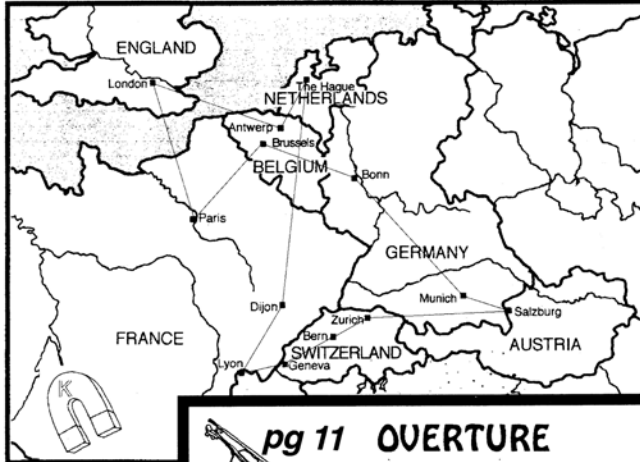 ENGLAND
London
The Hague
NETHERLANDS
Antwerp
Brussels
BELGIUM
Bonn
Paris
GERMANY
Munich
Dijon
Salzburg
Zurich
Bern
FRANCE
SWITZERLAND
AUSTRIA
Lyon
Geneva
K
pg 11 OVERTURE